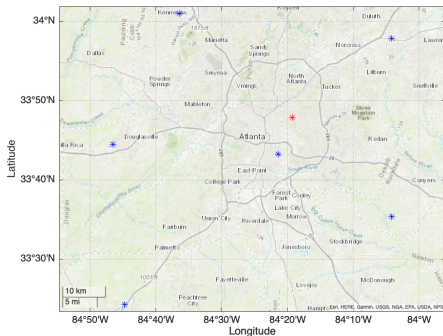 Kennesaw
Roswell
Duluth
34°N
Marietta
Sandy
Springs
Norcross
Dallas
Smyrna
North
Atlanta
Lilburn
Powder
Springs
Vinings
Tucker
Snellville
33°50'N
Mableton
Stone
Mountain
Park
Douglasville
Atlanta
Redan
East Point
33°40'N
College Park
Conyers
Forest
Park
Conley
Lake City
Union City
Riverdale
Morrow
Fairburn
Stockbridge
Palmetto
Jonesboro
33°30'N
Fayetteville
McDonough
Lovejoy
Peachtree
City
10 km
5 mi
Esri, HERE, Garmin, USGS, NGA, EPA, USDA, NPS
84°50'W
84°40'W
84°30'W
84°20'W
84°10'W
84°W
Latitude
Longitude